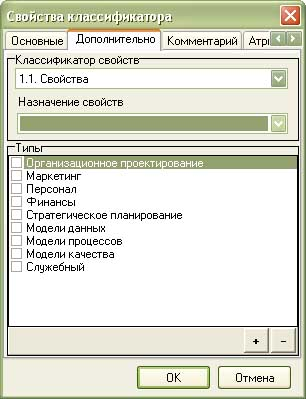 Свойства классификатора
Основные Дополнительно Комментарий Атр
Классификатор свойств
1.1. Свойства
Назначение свойств
Типы
Организационное проектирование
Маркетинг
Персонал
Финансы
Стратегическое планирование
Модели данных
Модели процессов
Модели качества
Служебный
+ -
OK Отмена